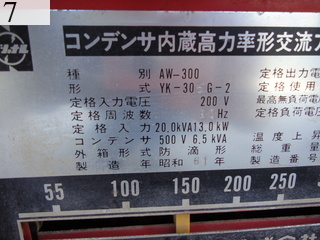 7
コンデンサ内蔵高力率形交流
種別 AW-300 定格出力電
形式 YK-30 G-2 定格使用
定格入力電圧 200 V 最高無負荷電
定格周波数 Hz 定格負荷電
定格入力 20.0kVA13.0kW
コンデンサ 500 V 6.5 kVA 温度上昇
外箱形式 防滴形 総重量
製造年 昭和61年 製造番号
55 100 150 200 250